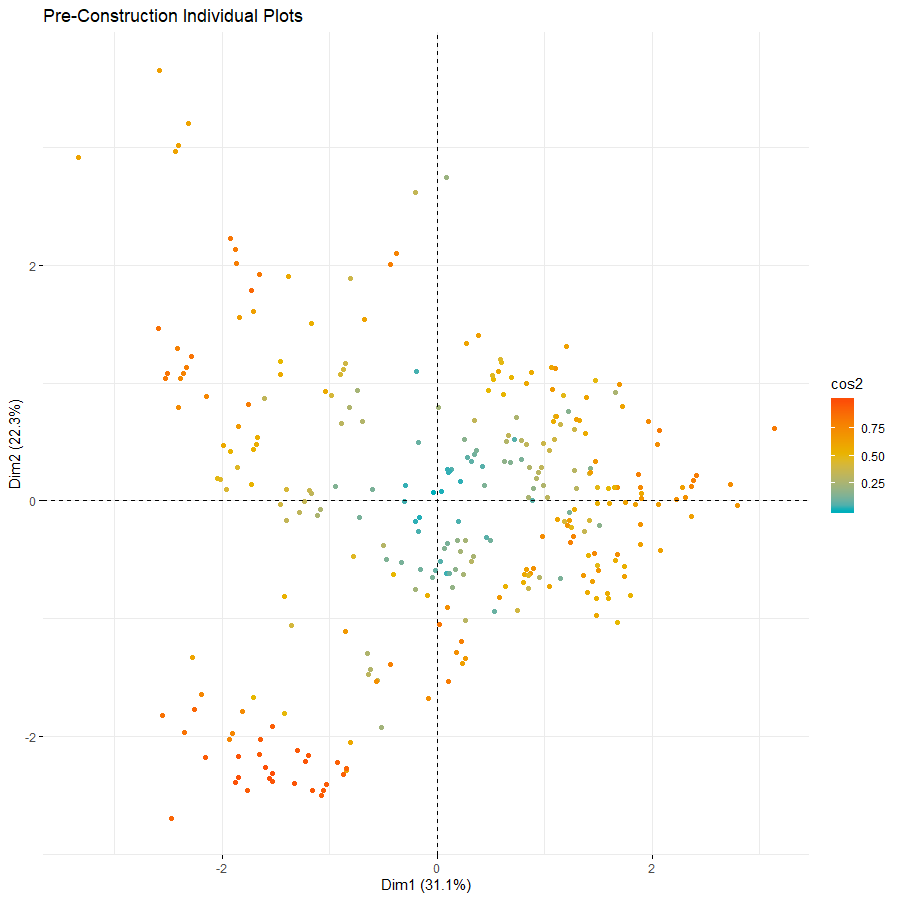 Pre-Construction Individual Plots
2
0
-2
-2
0
2
Dim1 (31.1%)
Dim2 (22.3%)
cos2
0.75
0.50
0.25